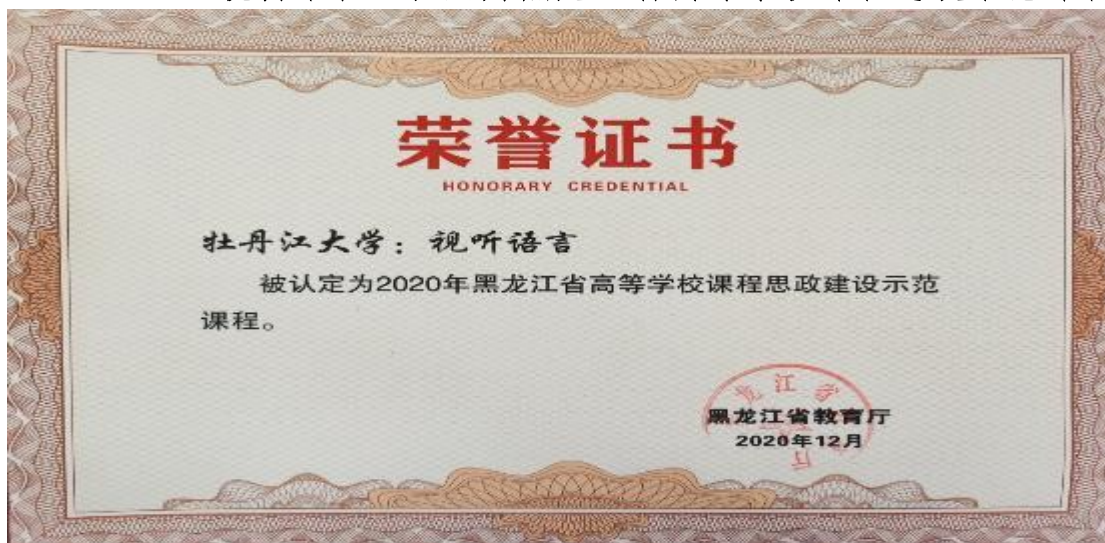 荣誉证书
HONORARY CREDENTIAL
牡丹江大学：视听语言
被认定为2020年黑龙江省高等学校课程思政建设示范
课程。
黑龙江省教育厅
2020年12月